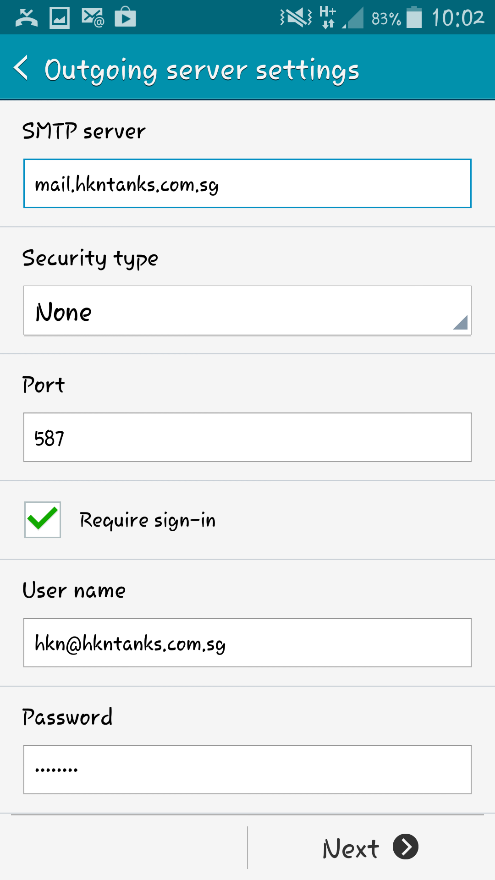 H+ 83% 10:02
Outgoing server settings
SMTP server
mail.hkntanks.com.sg
Security type
None
Port
587
Require sign-in
User name
hkn@hkntanks.com.sg
Password
••••••••
Next